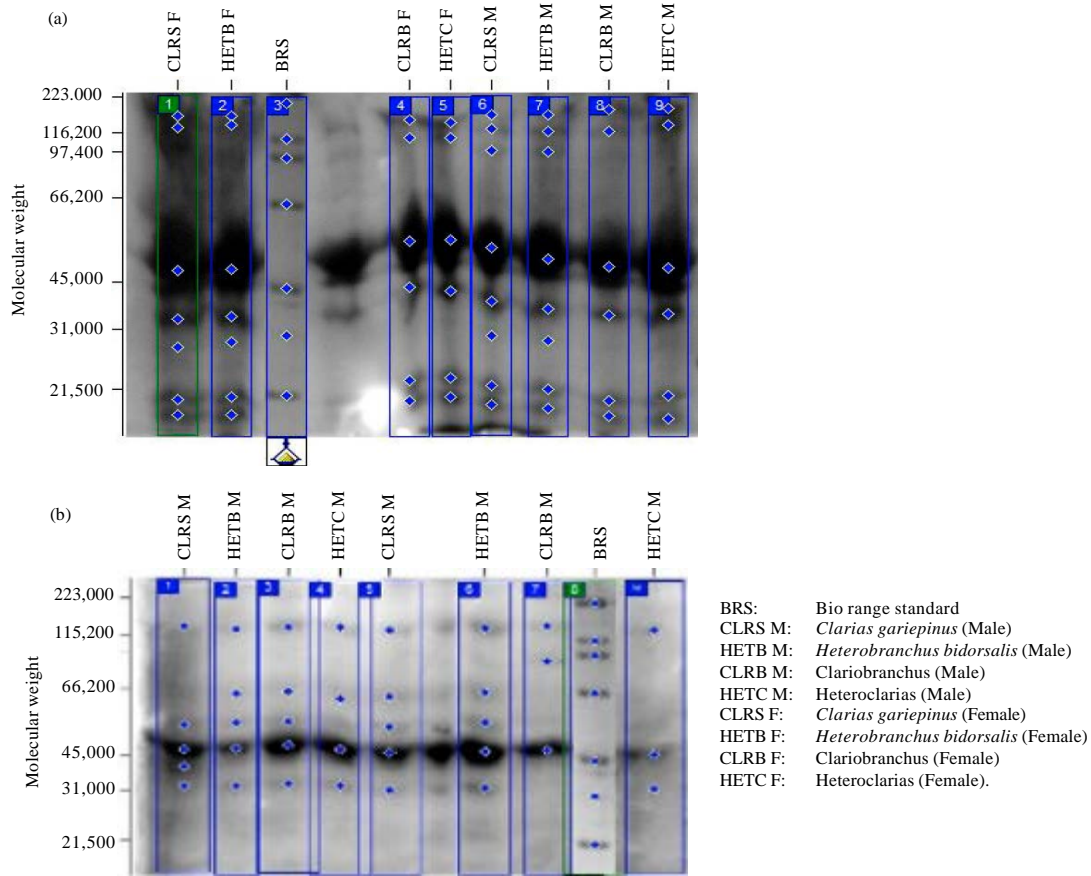 (a)
CLRS F
HETB F
BRS
CLRB F
HETC F
CLRS M
HETB M
CLRB M
HETC M
Molecular weight
223.000
116,200
97,400
66,200
45,000
31,000
21,500
1
2
3
4
5
6
7
8
9
(b)
CLRS M
HETB M
CLRB M
HETC M
CLRS M
HETB M
CLRB M
BRS
HETC M
Molecular weight
223,000
115,200
66,200
45,000
31,000
21,500
1
2
3
4
5
6
7
8
BRS: Bio range standard
CLRS M: Clarias gariepinus (Male)
HETB M: Heterobranchus bidorsalis (Male)
CLRB M: Clariobranchus (Male)
HETC M: Heteroclarias (Male)
CLRS F: Clarias gariepinus (Female)
HETB F: Heterobranchus bidorsalis (Female)
CLRB F: Clariobranchus (Female)
HETC F: Heteroclarias (Female).